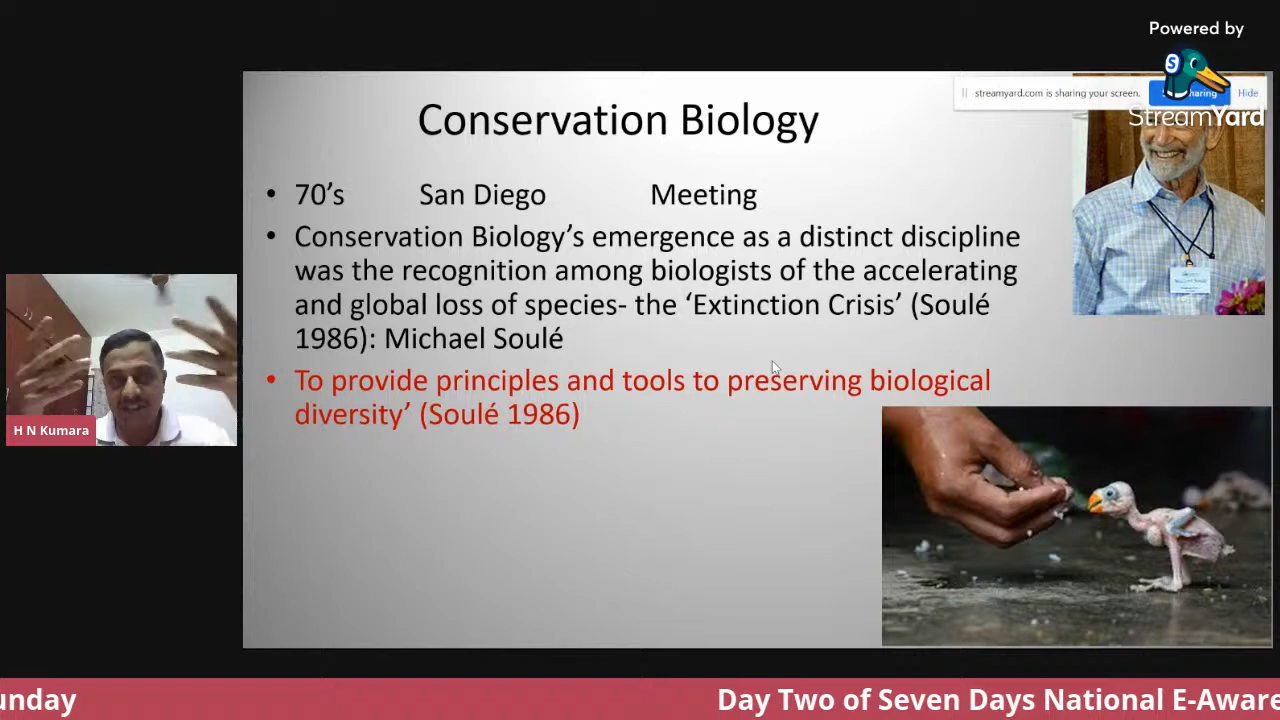 Powered by
StreamYard
streamyard.com is sharing your screen.
Hide
Conservation Biology
• 70's San Diego Meeting
• Conservation Biology's emergence as a distinct discipline
was the recognition among biologists of the accelerating
and global loss of species- the 'Extinction Crisis' (Soulé
1986): Michael Soulé
• To provide principles and tools to preserving biological
diversity' (Soulé 1986)
H N Kumara
unday
Day Two of Seven Days National E-Aware